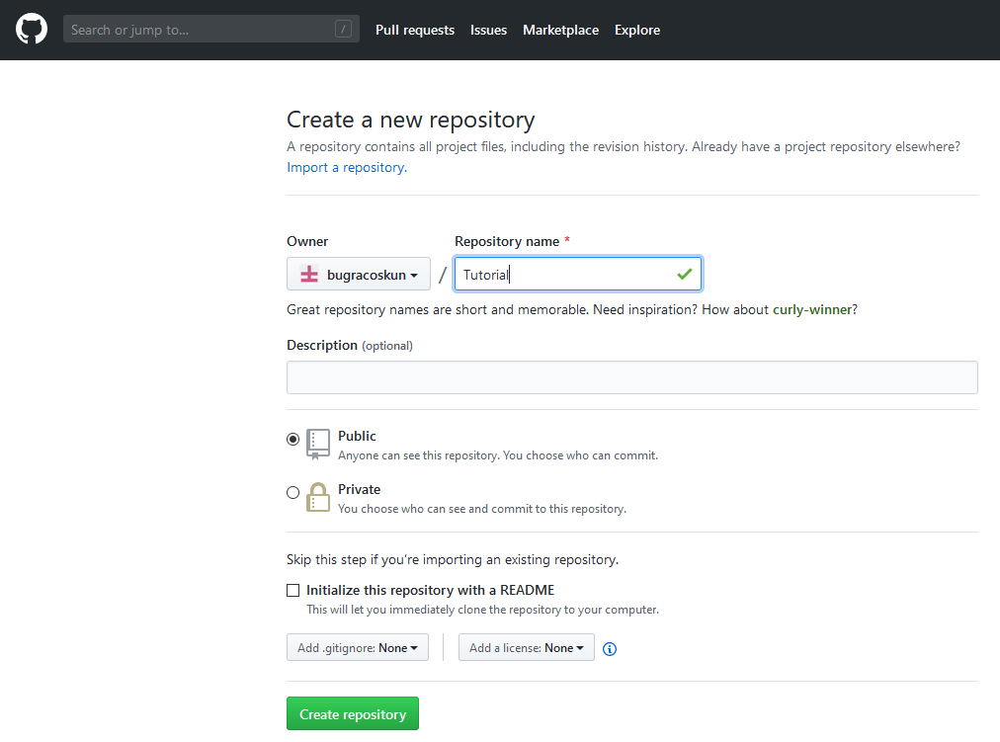 Search or jump to... / Pull requests Issues Marketplace Explore
Create a new repository
A repository contains all project files, including the revision history. Already have a project repository elsewhere?
Import a repository.
Owner Repository name *
bugracoskun / Tutorial
Great repository names are short and memorable. Need inspiration? How about curly-winner?
Description (optional)
Public
Anyone can see this repository. You choose who can commit.
Private
You choose who can see and commit to this repository.
Skip this step if you’re importing an existing repository.
Initialize this repository with a README
This will let you immediately clone the repository to your computer.
Add .gitignore: None Add a license: None
Create repository